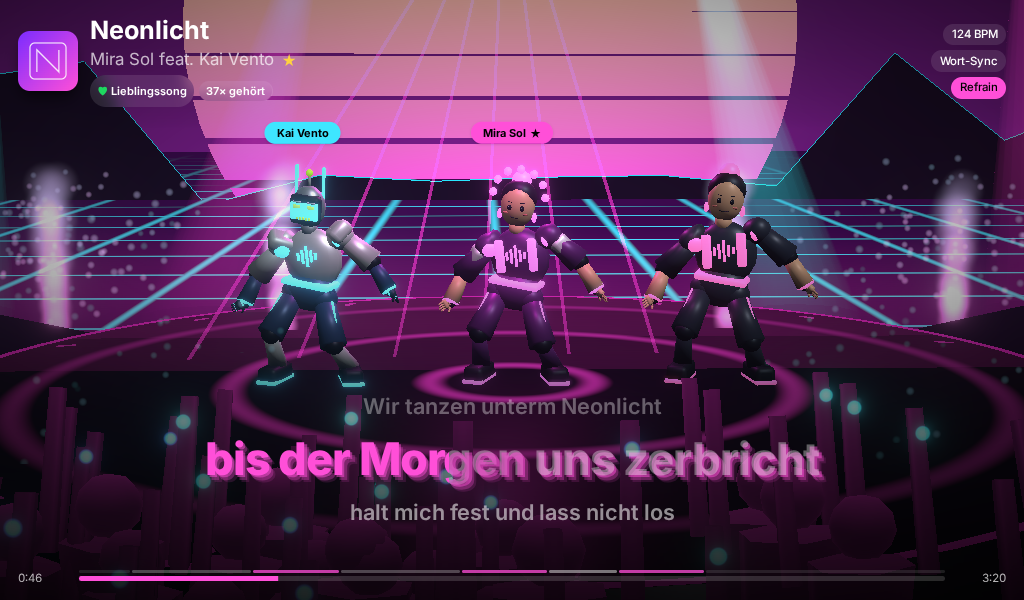 Neonlicht
Mira Sol feat. Kai Vento ★
Lieblingssong
37× gehört
124 BPM
Wort-Sync
Refrain
Kai Vento
Mira Sol ★
Wir tanzen unterm Neonlicht
bis der Morgen uns zerbricht
halt mich fest und lass nicht los
0:46
3:20